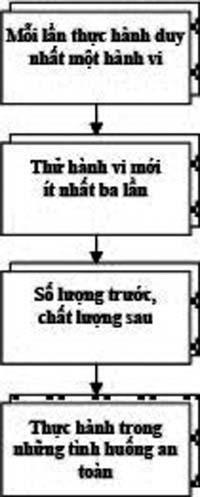 Mỗi lần thực hành duy
nhất một hành vi
Thử hành vi mới
ít nhất ba lần
Số lượng trước,
chất lượng sau
Thực hành trong
những tình huống an
toàn